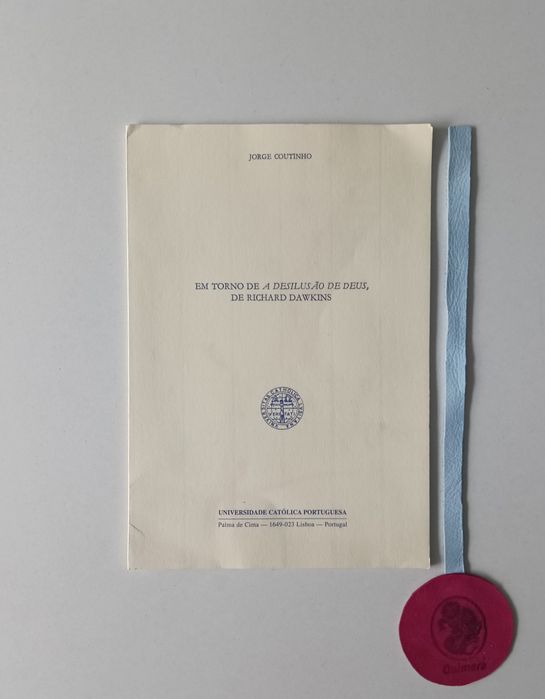 JORGE COUTINHO
EM TORNO DE A DESILUSÃO DE DEUS,
DE RICHARD DAWKINS
UNIVERSIDADE CATÓLICA PORTUGUESA
Palma de Cima — 1649-023 Lisboa — Portugal
Quimera